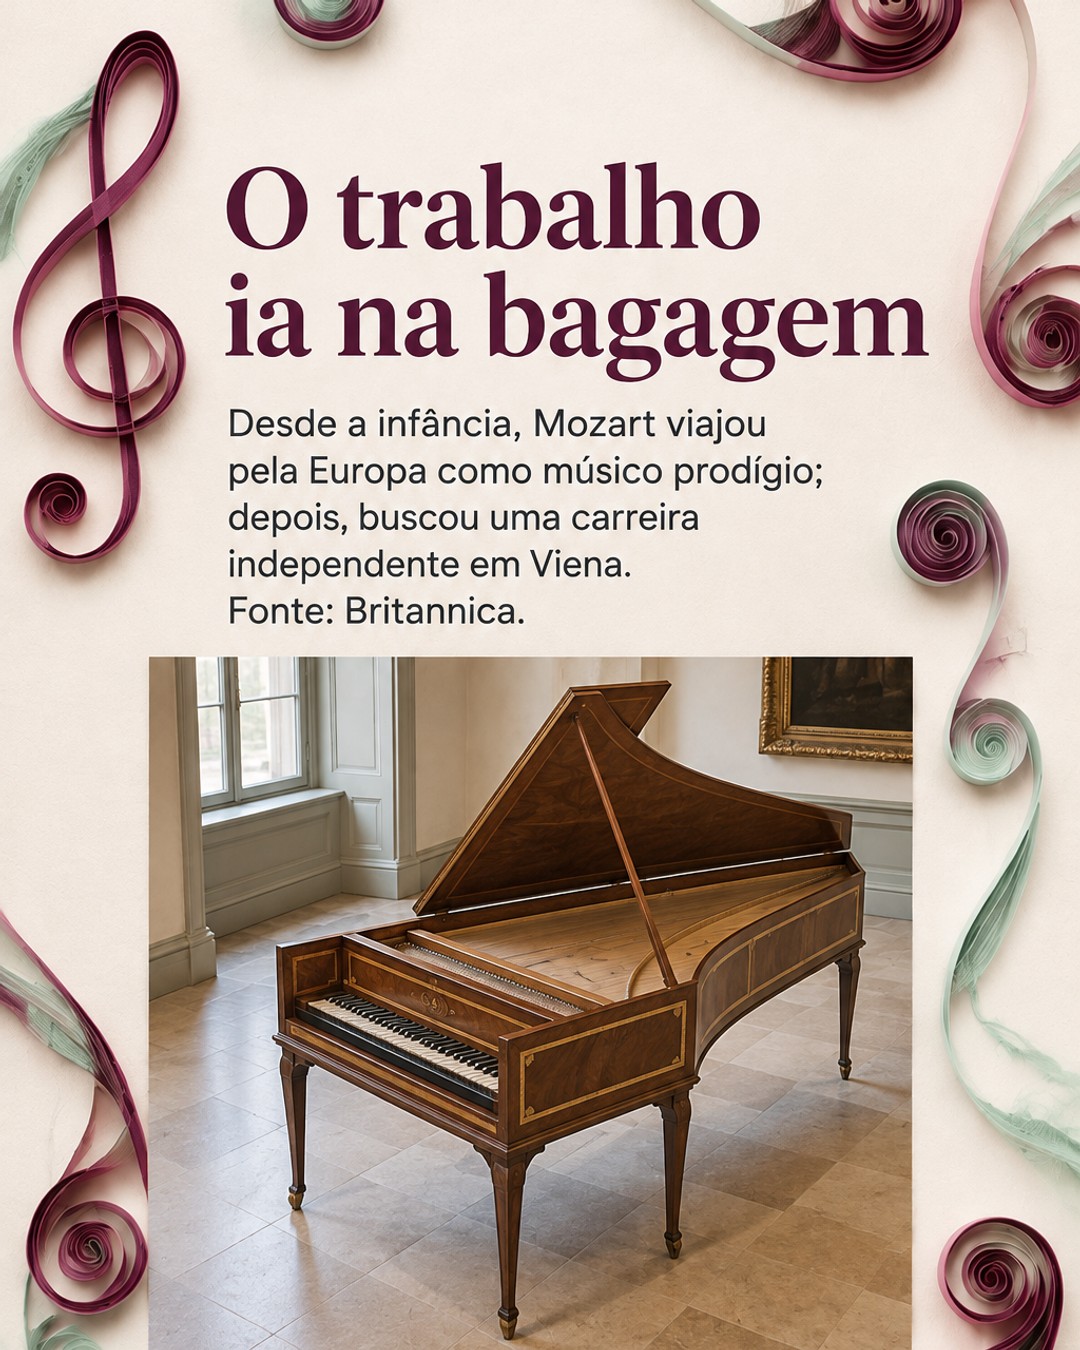 O trabalho
ia na bagagem
Desde a infância, Mozart viajou
pela Europa como músico prodígio;
depois, buscou uma carreira
independente em Viena.
Fonte: Britannica.